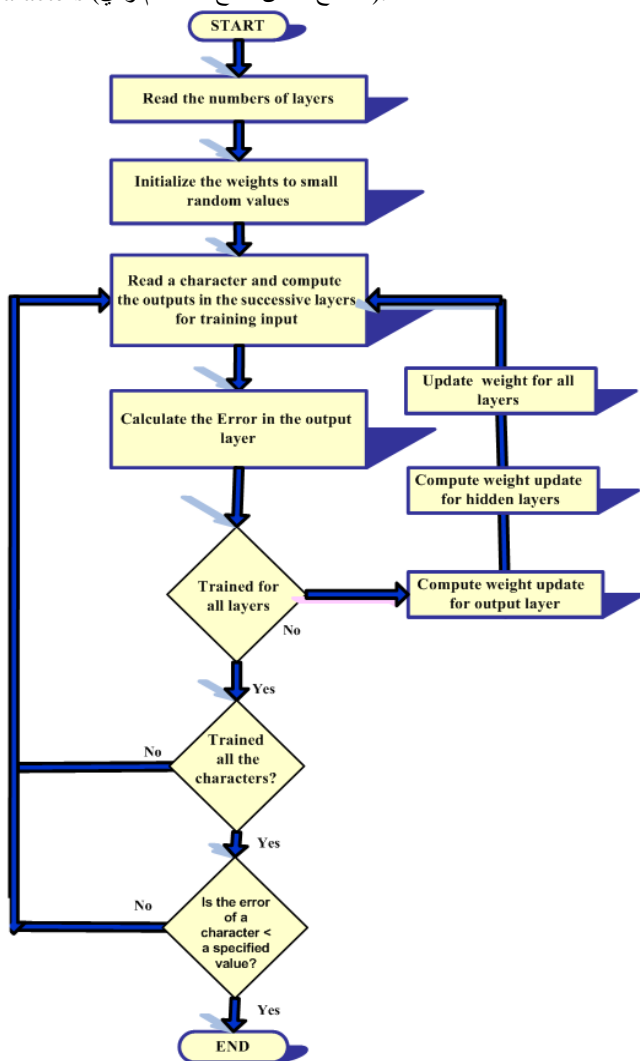 START
Read the numbers of layers
Initialize the weights to small
random values
Read a character and compute
the outputs in the successive layers
for training input
Calculate the Error in the output
layer
Update weight for all
layers
Compute weight update
for hidden layers
Trained for
all layers
Compute weight update
for output layer
No
Yes
Trained
all the
characters?
No
Yes
Is the error
of a
character <
a specified
value?
No
Yes
END